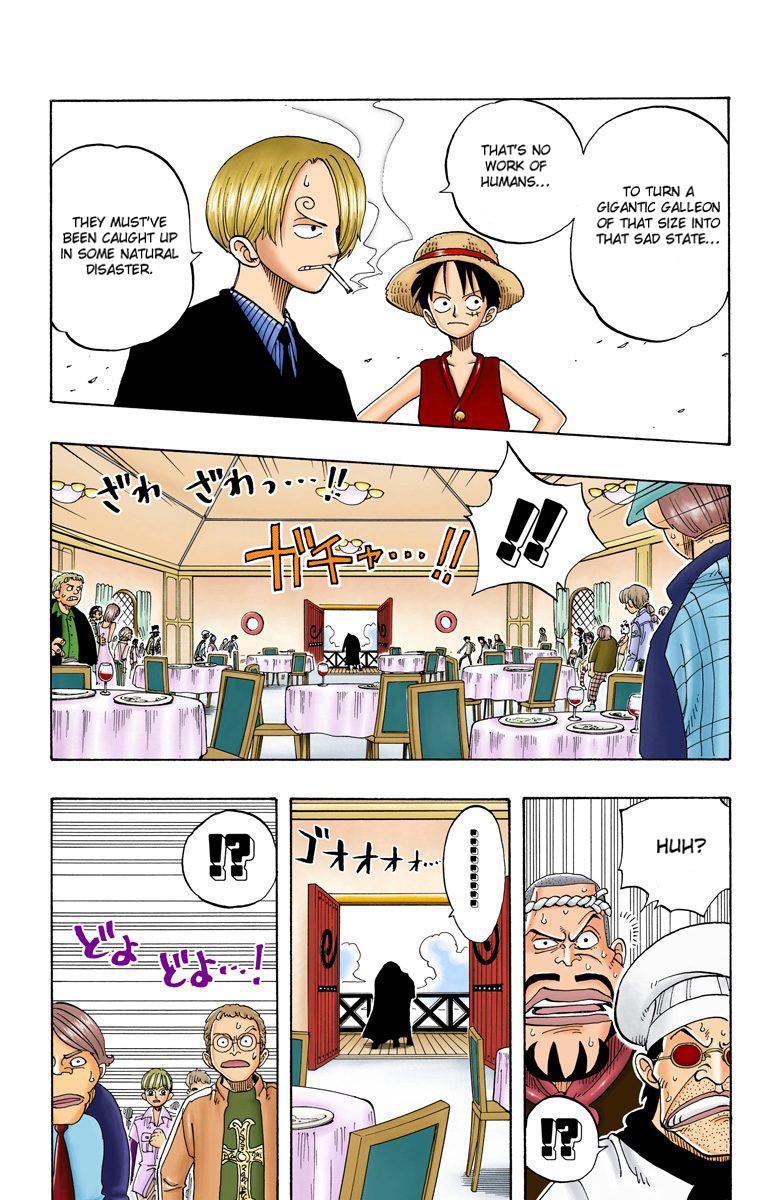 TO TURN A
GIGANTIC GALLEON
OF THAT SIZE INTO
THAT SAD STATE...
THAT'S NO
WORK OF
HUMANS...
THEY MUST'VE
BEEN CAUGHT UP
IN SOME NATURAL
DISASTER.
!!
ざわ ざわっ…!!
ガチャ…!!
HUH?
!?
ゴオオオォ…
!?
どよ どよ…!